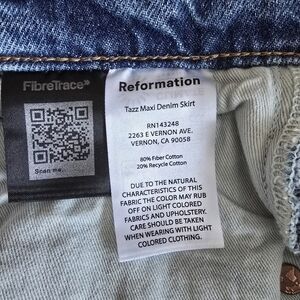 FibreTrace»
Scan me.
Reformation
Tazz Maxi Denim Skirt
RN143248
2263 E VERNON AVE.
VERNON, CA 90058
80% Fiber Cotton
20% Recycle Cotton
DUE TO THE NATURAL
CHARACTERISTICS OF THIS
FABRIC THE COLOR MAY RUB
OFF ON LIGHT COLORED
FABRICS AND UPHOLSTERY.
CARE SHOULD BE TAKEN
WHEN WEARING WITH LIGHT
COLORED CLOTHING.